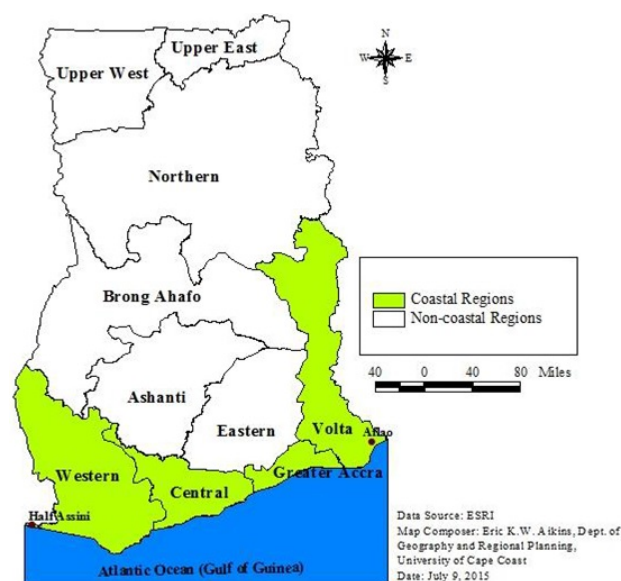 Upper East
Upper West
N
W E
S
Northern
Brong Ahafo
Coastal Regions
Non-coastal Regions
40 0 40 80 Miles
Ashanti
Eastern
Volta
Aflao
Western
Central
Greater Accra
Half Assini
Atlantic Ocean (Gulf of Guinea)
Data Source: ESRI
Map Composer: Eric K.W. Aikins, Dept. of
Geography and Regional Planning,
University of Cape Coast
Date: July 9, 2015